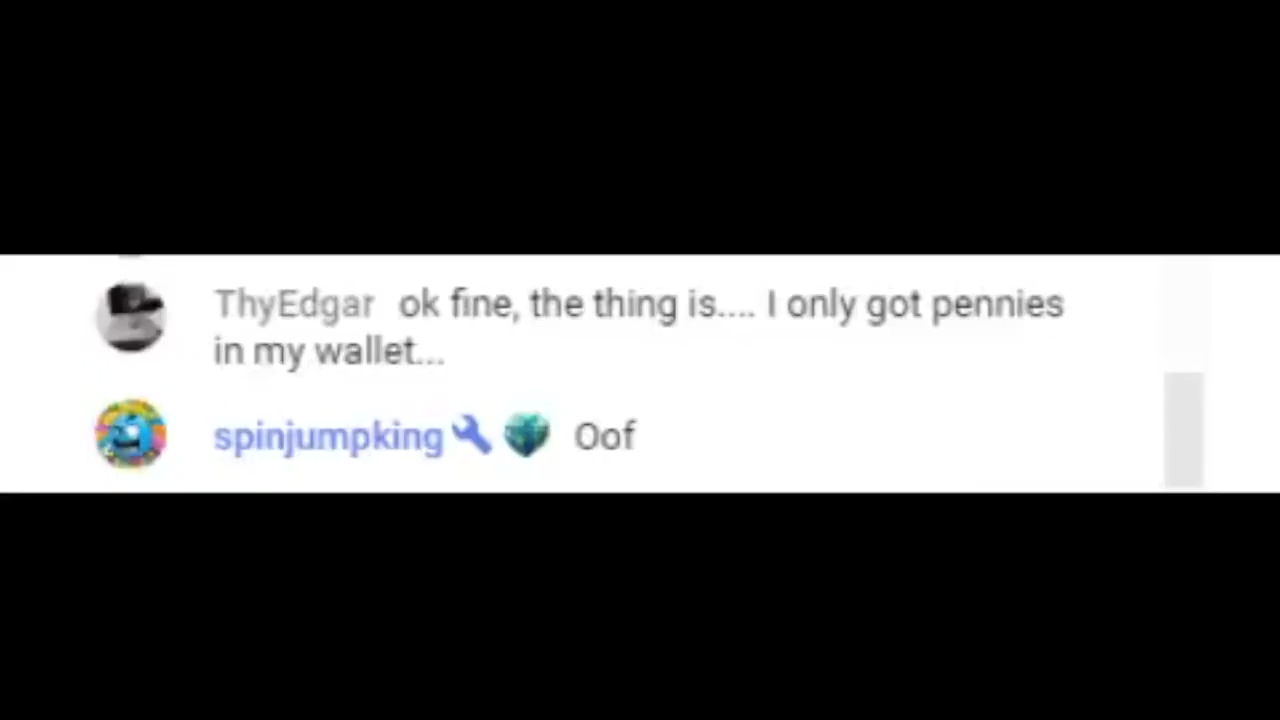 ThyEdgar ok fine, the thing is.... I only got pennies
in my wallet...
spinjumpking Oof